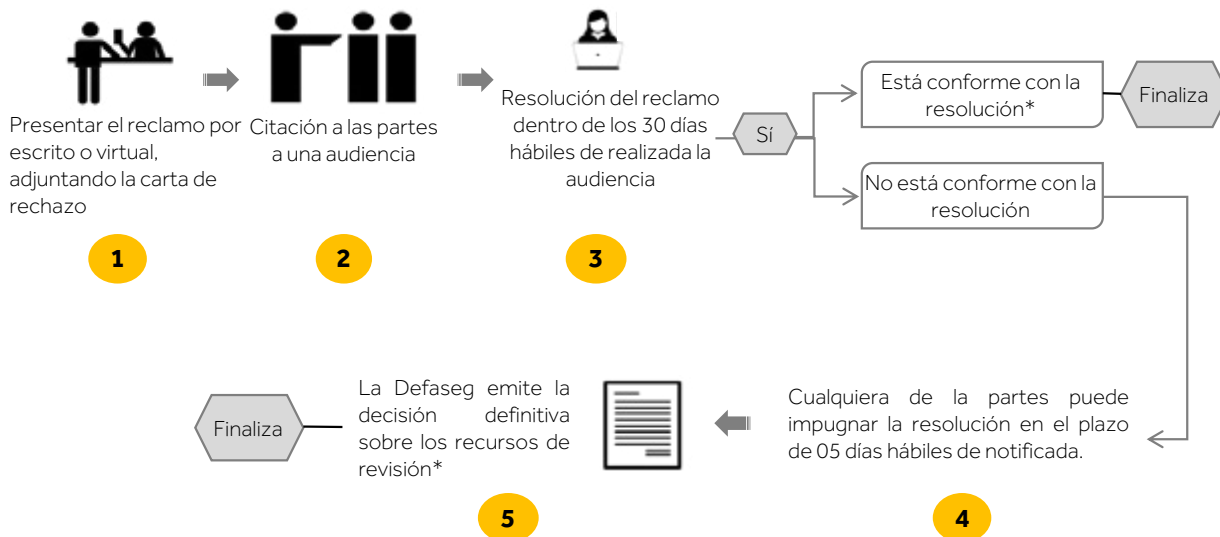 Presentar el reclamo por
escrito o virtual,
adjuntando la carta de
rechazo
1
Citación a las partes
a una audiencia
2
Resolución del reclamo
dentro de los 30 días
hábiles de realizada la
audiencia
3
Sí
Está conforme con la
resolución*
Finaliza
No está conforme con la
resolución
Cualquiera de la partes puede
impugnar la resolución en el plazo
de 05 días hábiles de notificada.
4
La Defaseg emite la
decisión definitiva
sobre los recursos de
revisión*
5
Finaliza